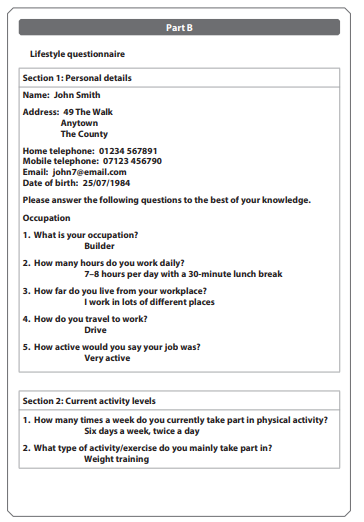 Part B
Lifestyle questionnaire
Section 1: Personal details
Name: John Smith
Address: 49 The Walk
Anytown
The County
Home telephone: 01234 567891
Mobile telephone: 07123 456790
Email: john7@email.com
Date of birth: 25/07/1984
Please answer the following questions to the best of your knowledge.
Occupation
1. What is your occupation?
Builder
2. How many hours do you work daily?
7–8 hours per day with a 30-minute lunch break
3. How far do you live from your workplace?
I work in lots of different places
4. How do you travel to work?
Drive
5. How active would you say your job was?
Very active
Section 2: Current activity levels
1. How many times a week do you currently take part in physical activity?
Six days a week, twice a day
2. What type of activity/exercise do you mainly take part in?
Weight training